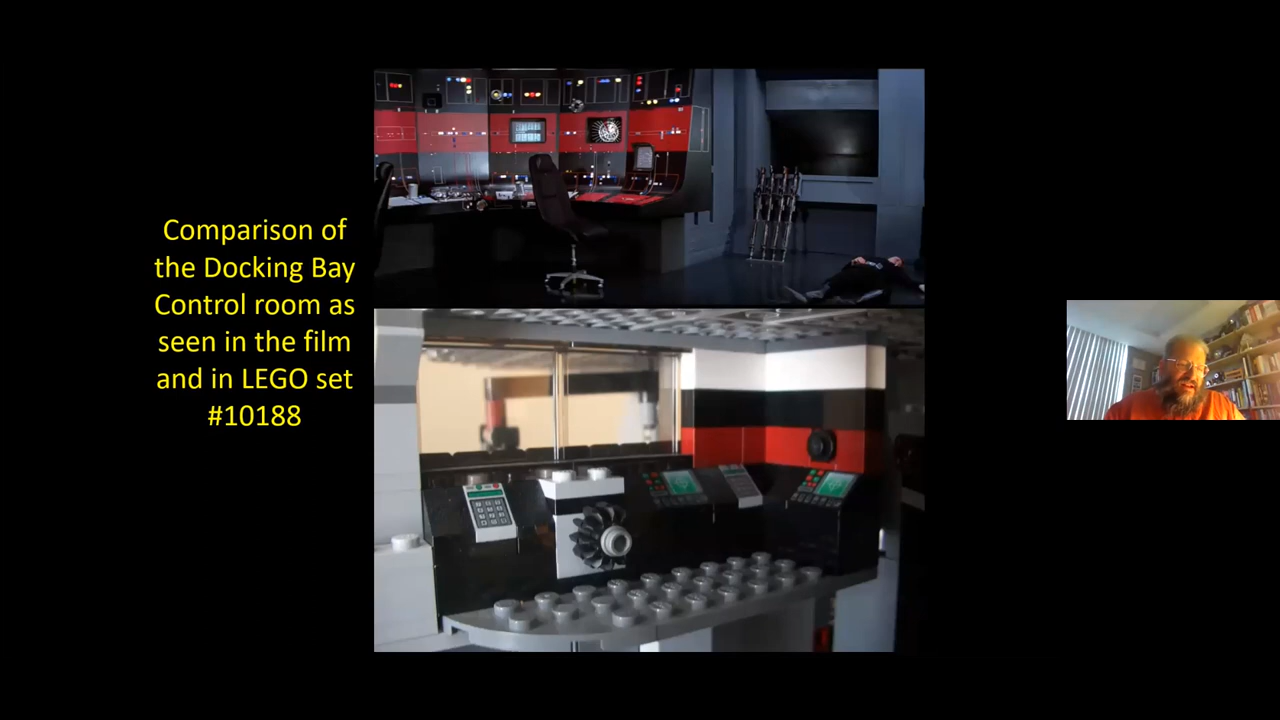 Comparison of
the Docking Bay
Control room as
seen in the film
and in LEGO set
#10188